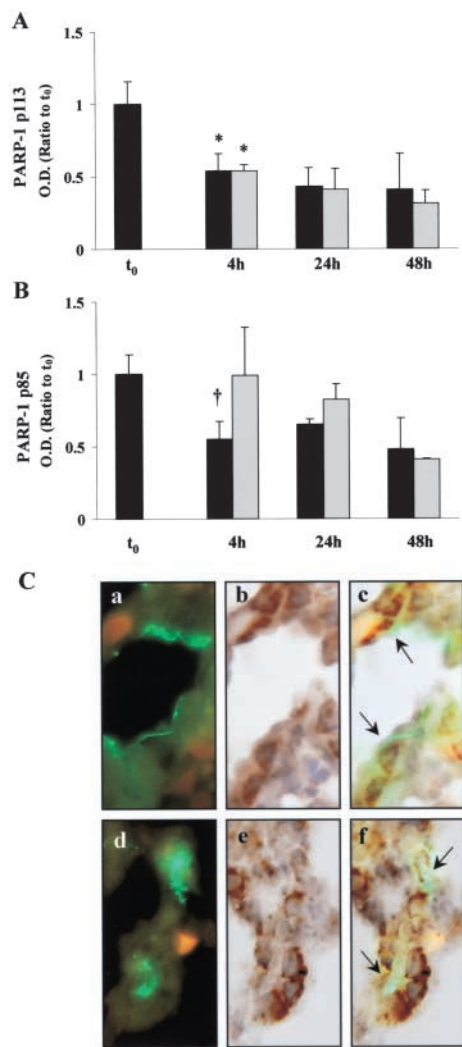 A
PARP-1 p113
O.D. (Ratio to t₀)
1.5
1
0.5
0
*
*
t₀
4h
24h
48h
B
PARP-1 p85
O.D. (Ratio to t₀)
1.5
1
0.5
0
†
t₀
4h
24h
48h
C
a
b
c
d
e
f